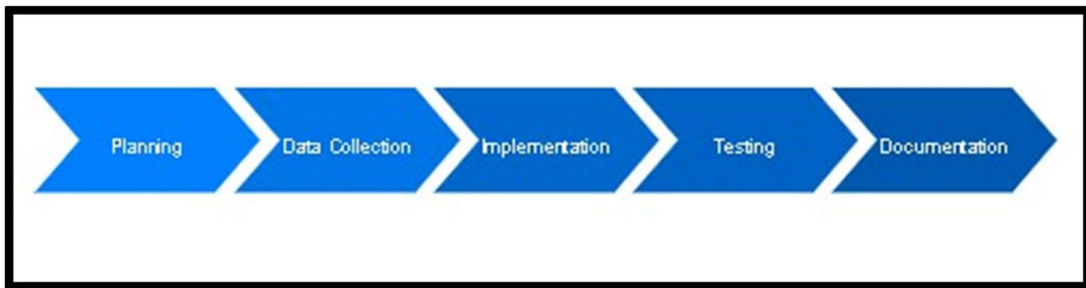 Planning
Data Collection
Implementation
Testing
Documentation